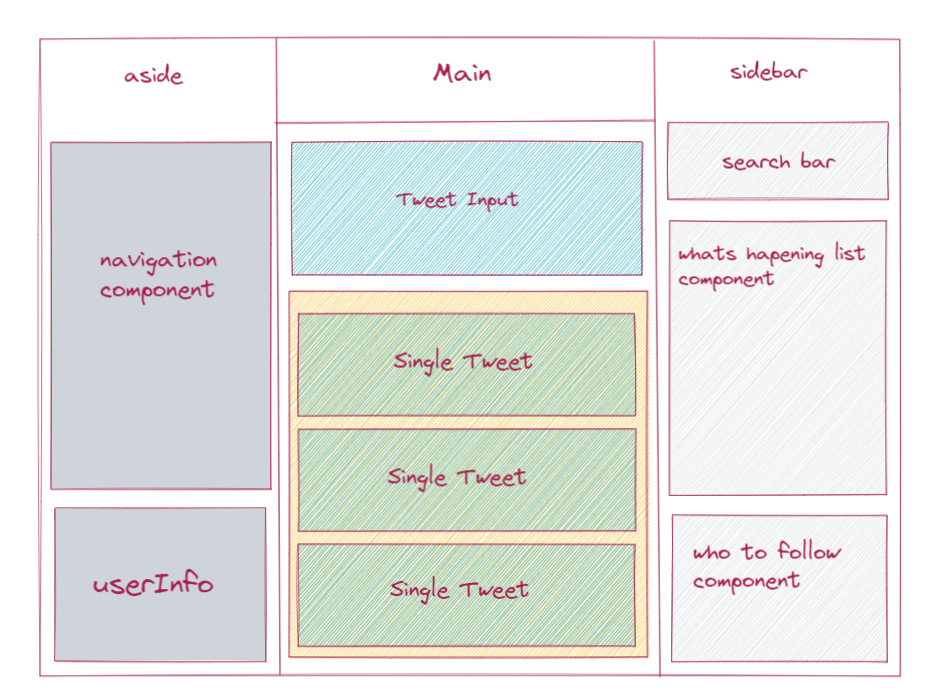 aside
navigation
component
userInfo
Main
Tweet Input
Single Tweet
Single Tweet
Single Tweet
sidebar
search bar
whats hapening list
component
who to follow
component